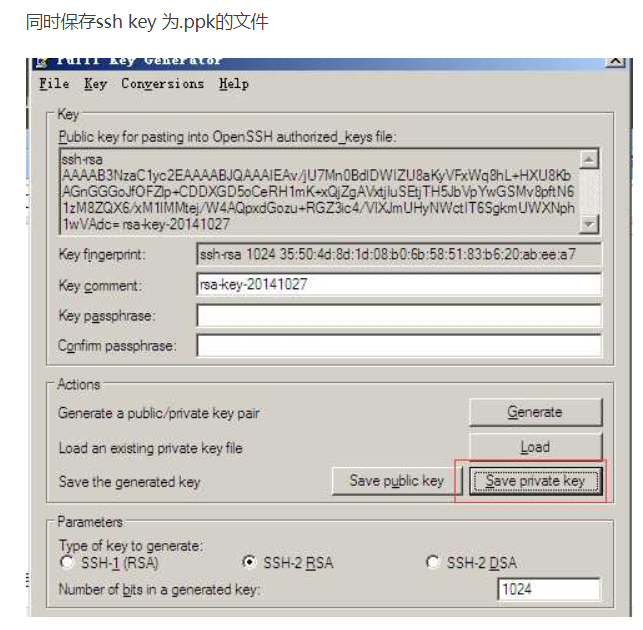 同时保存ssh key 为.ppk的文件
PuTTY Key Generator
File Key Conversions Help
Key
Public key for pasting into OpenSSH authorized_keys file:
ssh-rsa
AAAAB3NzaC1yc2EAAAABJQAAAIEAv/jU7Mn0BdlDWIZU8aKyVFxWq8hL+HXU8Kb
AGnGGGoJfOFZlp+CDDXGD5oCeRH1mK+xQjZgAVxtjluSEtjTH5JbVpYwGSMv8pftN6
1zM8ZQX6/xM1lMMtej/W4AQpxdGozu+RGZ3ic4/VlXJmUHyNWctIT6SgkmUWXNph
1wVAdc= rsa-key-20141027
Key fingerprint: ssh-rsa 1024 35:50:4d:8d:1d:08:b0:6b:58:51:83:b6:20:ab:ee:a7
Key comment: rsa-key-20141027
Key passphrase:
Confirm passphrase:
Actions
Generate a public/private key pair Generate
Load an existing private key file Load
Save the generated key Save public key Save private key
Parameters
Type of key to generate:
SSH-1 (RSA) SSH-2 RSA SSH-2 DSA
Number of bits in a generated key: 1024